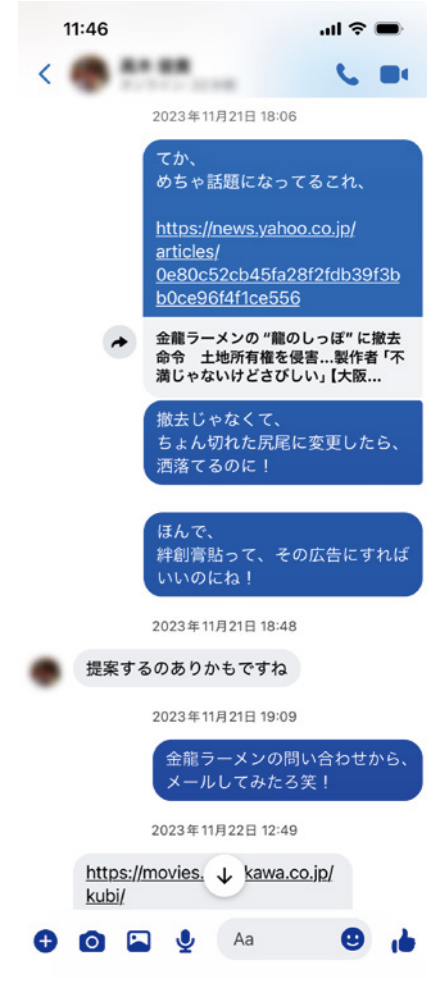 11:46
2023年11月21日 18:06
てか、
めちゃ話題になってるこれ、
https://news.yahoo.co.jp/
articles/
0e80c52cb45fa28f2fdb39f3b
b0ce96f4f1ce556
金龍ラーメンの “龍のしっぽ” に撤去
命令　土地所有権を侵害…製作者「不
満じゃないけどさびしい」【大阪...
撤去じゃなくて、
ちょん切れた尻尾に変更したら、
洒落てるのに！
ほんで、
絆創膏貼って、その広告にすれば
いいのにね！
2023年11月21日 18:48
提案するのありかもですね
2023年11月21日 19:09
金龍ラーメンの問い合わせから、
メールしてみたろ笑！
2023年11月22日 12:49
https://movies. kawa.co.jp/
kubi/
Aa